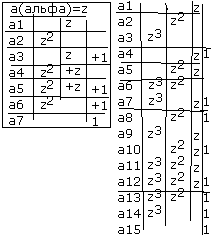 a(альфа)=z
a1 z
a2 z²
a3 z +1
a4 z² +z
a5 z² +z +1
a6 z² +1
a7 1
a1 z
a2 z²
a3 z³
a4 z 1
a5 z² z
a6 z³ z²
a7 z³ z 1
a8 z² 1
a9 z³ z
a10 z² z 1
a11 z³ z² z
a12 z³ z² z 1
a13 z³ z² 1
a14 z³ 1
a15 1